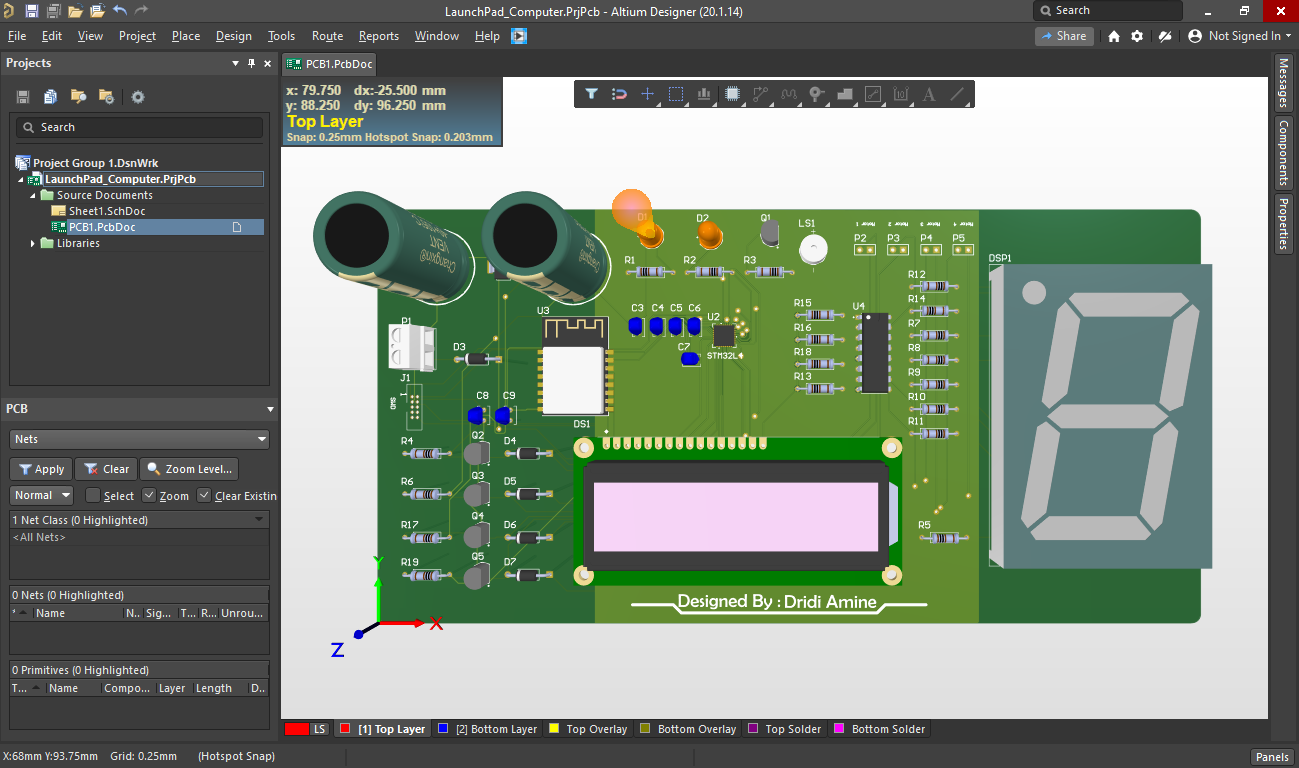 LaunchPad_Computer.PrjPcb - Altium Designer (20.1.14)
Search
File Edit View Project Place Design Tools Route Reports Window Help
Share
Not Signed In
Projects
PCB1.PcbDoc
x: 79.750 dx:-25.500 mm
y: 88.250 dy: 96.250 mm
Top Layer
Snap: 0.25mm Hotspot Snap: 0.203mm
Search
Project Group 1.DsnWrk
LaunchPad_Computer.PrjPcb
Source Documents
Sheet1.SchDoc
PCB1.PcbDoc
Libraries
Messages
Components
Properties
D1 D2 Q1 LS1
P2 P3 P4 P5
R1 R2 R3
DSP1
R12
R14
R7
R8
R9
R10
R11
R15
R16
R18
R13
U4
C3 C4 C5 C6
U2
C7
STM32L4
U3
P1
D3
J1
SWD
C8 C9
DS1
Changxing
VENT
Changxing
VENT
R4 Q2 D4
R6 Q3 D5
R17 Q4 D6
R19 Q5 D7
R5
Designed By : Dridi Amine
Y
X
Z
PCB
Nets
Apply Clear Zoom Level...
Normal Select Zoom Clear Existin
1 Net Class (0 Highlighted)
<All Nets>
0 Nets (0 Highlighted)
* Name N.. Sig... T... R... Unrou...
0 Primitives (0 Highlighted)
T... Name Compo... Layer Length D..
LS [1] Top Layer [2] Bottom Layer Top Overlay Bottom Overlay Top Solder Bottom Solder
X:68mm Y:93.75mm Grid: 0.25mm (Hotspot Snap)
Panels